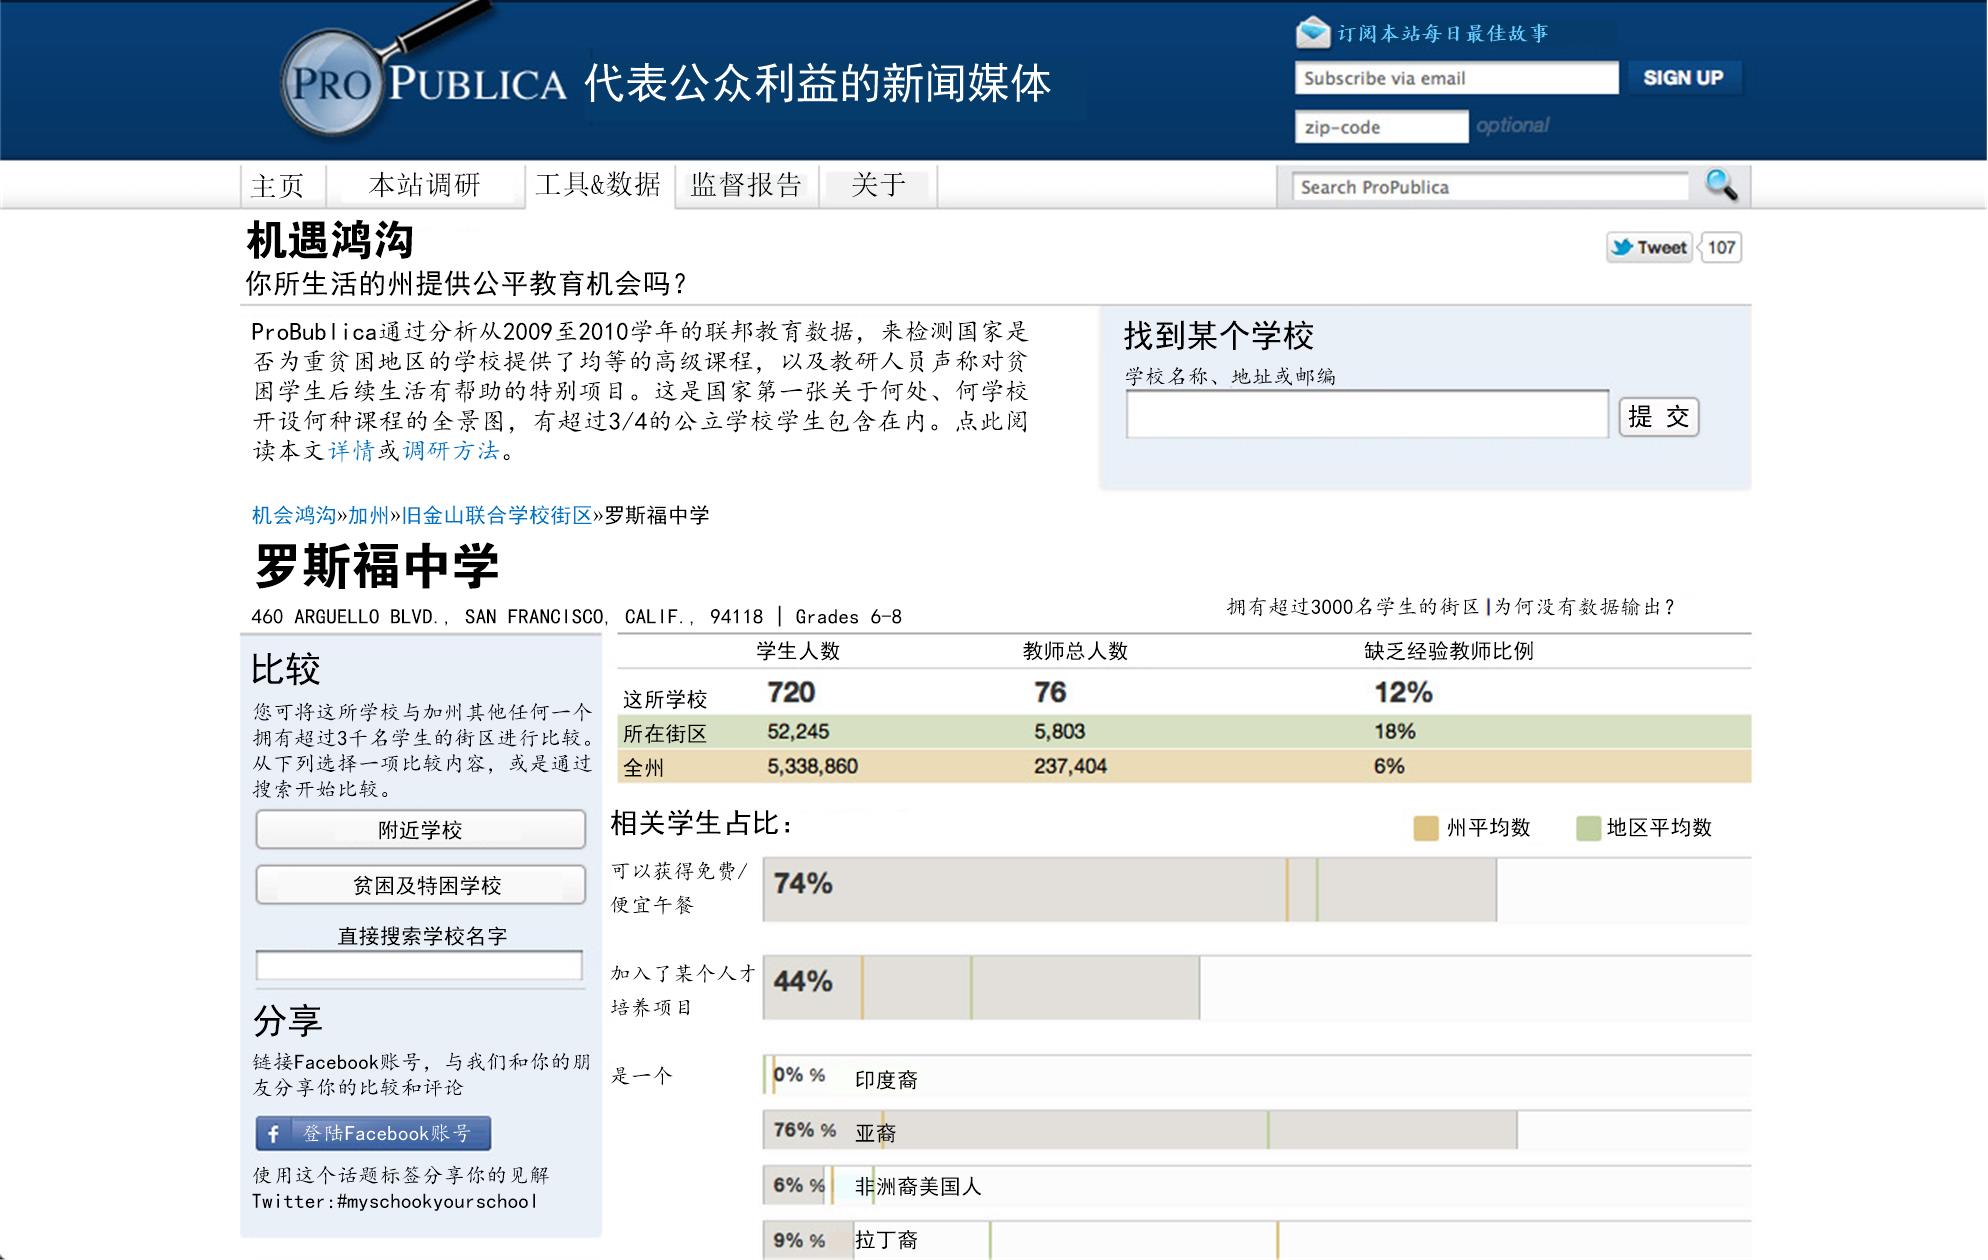 PROPUBLICA 代表公众利益的新闻媒体
订阅本站每日最佳故事
Subscribe via email
SIGN UP
zip-code
optional
主页
本站调研
工具&数据
监督报告
关于
Search ProPublica
机遇鸿沟
Tweet 107
你所生活的州提供公平教育机会吗？
ProBublica通过分析从2009至2010学年的联邦教育数据，来检测国家是
否为重贫困地区的学校提供了均等的高级课程，以及教研人员声称对贫
困学生后续生活有帮助的特别项目。这是国家第一张关于何处、何学校
开设何种课程的全景图，有超过3/4的公立学校学生包含在内。点此阅
读本文详情或调研方法。
找到某个学校
学校名称、地址或邮编
提 交
机会鸿沟»加州»旧金山联合学校街区»罗斯福中学
罗斯福中学
460 ARGUELLO BLVD., SAN FRANCISCO, CALIF., 94118 | Grades 6-8
拥有超过3000名学生的街区|为何没有数据输出？
比较
您可将这所学校与加州其他任何一个
拥有超过3千名学生的街区进行比较。
从下列选择一项比较内容，或是通过
搜索开始比较。
附近学校
贫困及特困学校
直接搜索学校名字
分享
链接Facebook账号，与我们和你的朋
友分享你的比较和评论
f 登陆Facebook账号
使用这个话题标签分享你的见解
Twitter:#myschookyourschool
学生人数 教师总人数 缺乏经验教师比例
这所学校 720 76 12%
所在街区 52,245 5,803 18%
全州 5,338,860 237,404 6%
相关学生占比：
州平均数
地区平均数
可以获得免费/
便宜午餐
74%
加入了某个人才
培养项目
44%
是一个
0% % 印度裔
76% % 亚裔
6% % 非洲裔美国人
9% % 拉丁裔